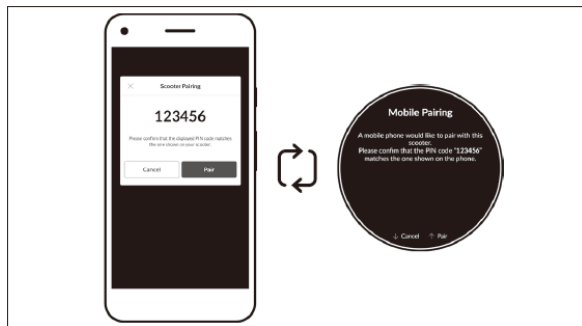 Scooter Pairing
123456
Please confirm that the displayed PIN code matches
the one shown on your scooter.
Cancel
Pair
Mobile Pairing
A mobile phone would like to pair with this
scooter.
Please confirm that the PIN code "123456"
matches the one shown on the phone.
↓ Cancel ↑ Pair